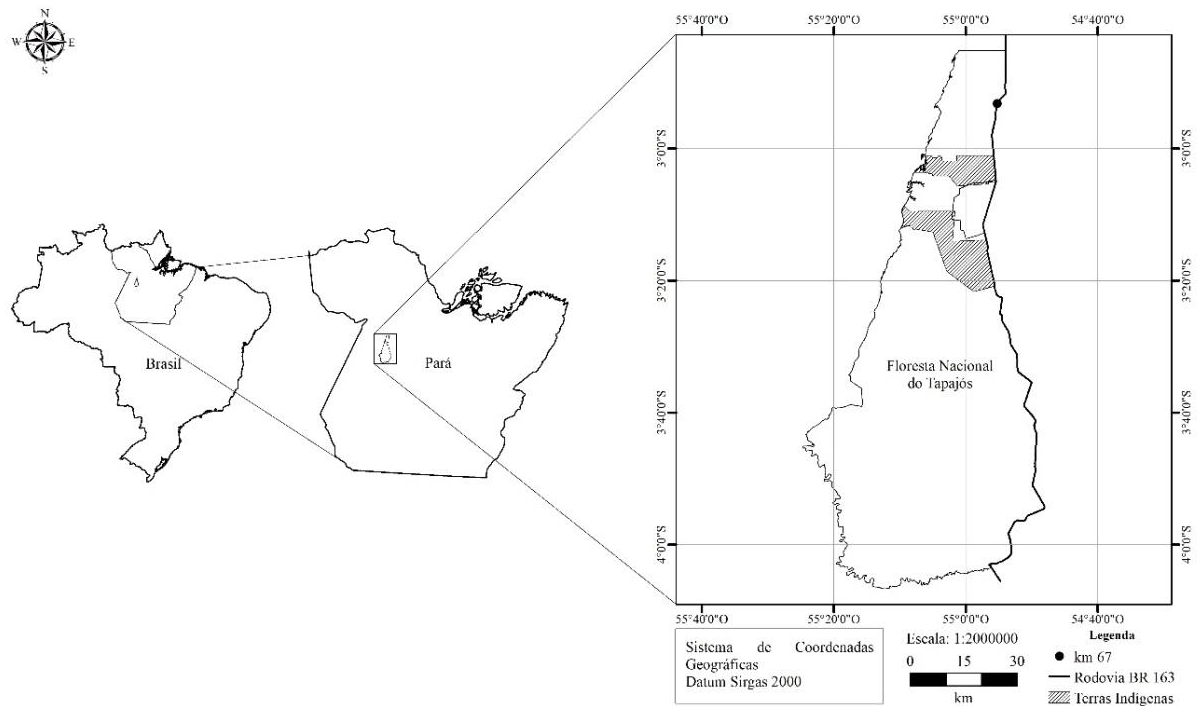 N
W E
S
55°40'0"O 55°20'0"O 55°0'0"O 54°40'0"O
3°0'0"S 3°0'0"S
3°20'0"S 3°20'0"S
3°40'0"S 3°40'0"S
4°0'0"S 4°0'0"S
Brasil
Pará
Floresta Nacional
do Tapajós
55°40'0"O 55°20'0"O 55°0'0"O 54°40'0"O
Sistema de Coordenadas
Geográficas
Datum Sirgas 2000
Escala: 1:2000000
0 15 30
km
Legenda
km 67
Rodovia BR 163
Terras Indígenas